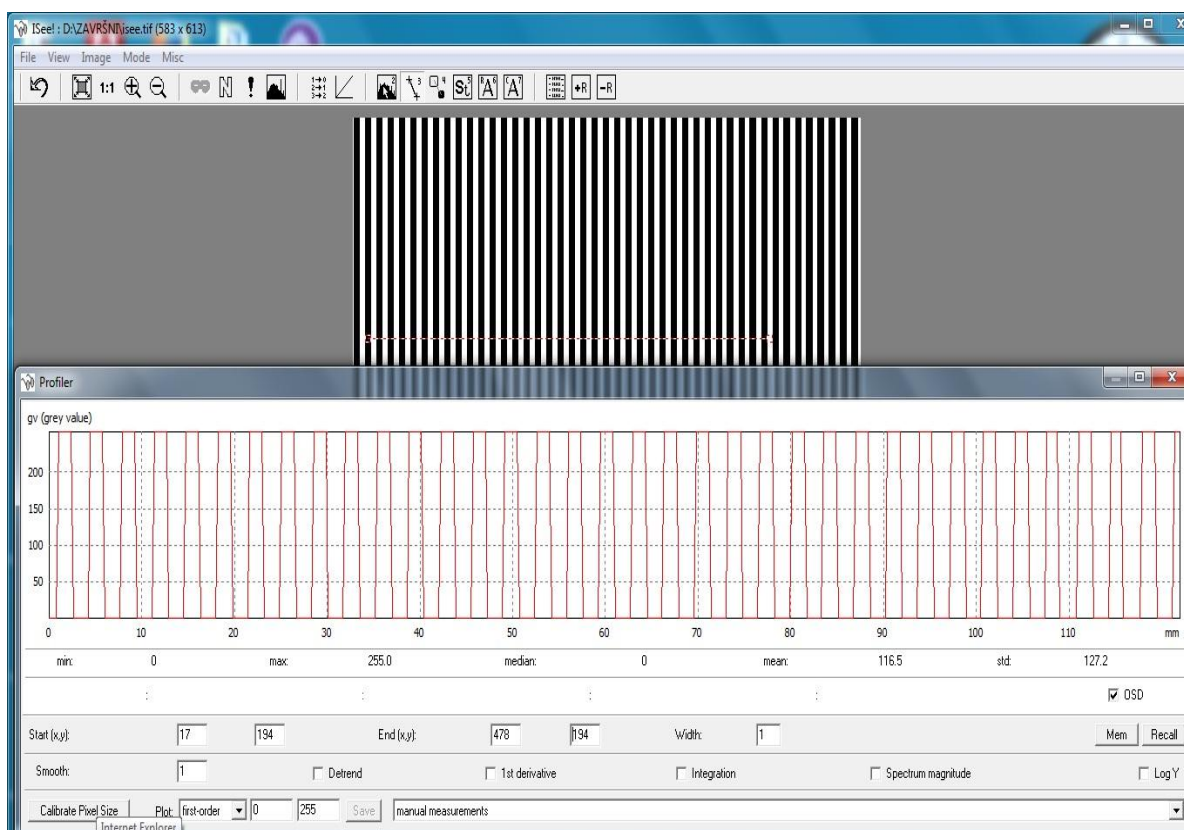 ISee! : D:\ZAVRŠNI\isee.tif (583 x 613)
File View Image Mode Misc
1:1 N ! St A A +R -R
Profiler
gv (grey value)
200
150
100
50
0 10 20 30 40 50 60 70 80 90 100 110 mm
min: 0 max: 255.0 median: 0 mean: 116.5 std: 127.2
: : : : OSD
Start (x,y): 17 194 End (x,y): 478 194 Width: 1 Mem Recall
Smooth: 1 Detrend 1st derivative Integration Spectrum magnitude Log Y
Calibrate Pixel Size Plot: first-order 0 255 Save manual measurements
Internet Explorer